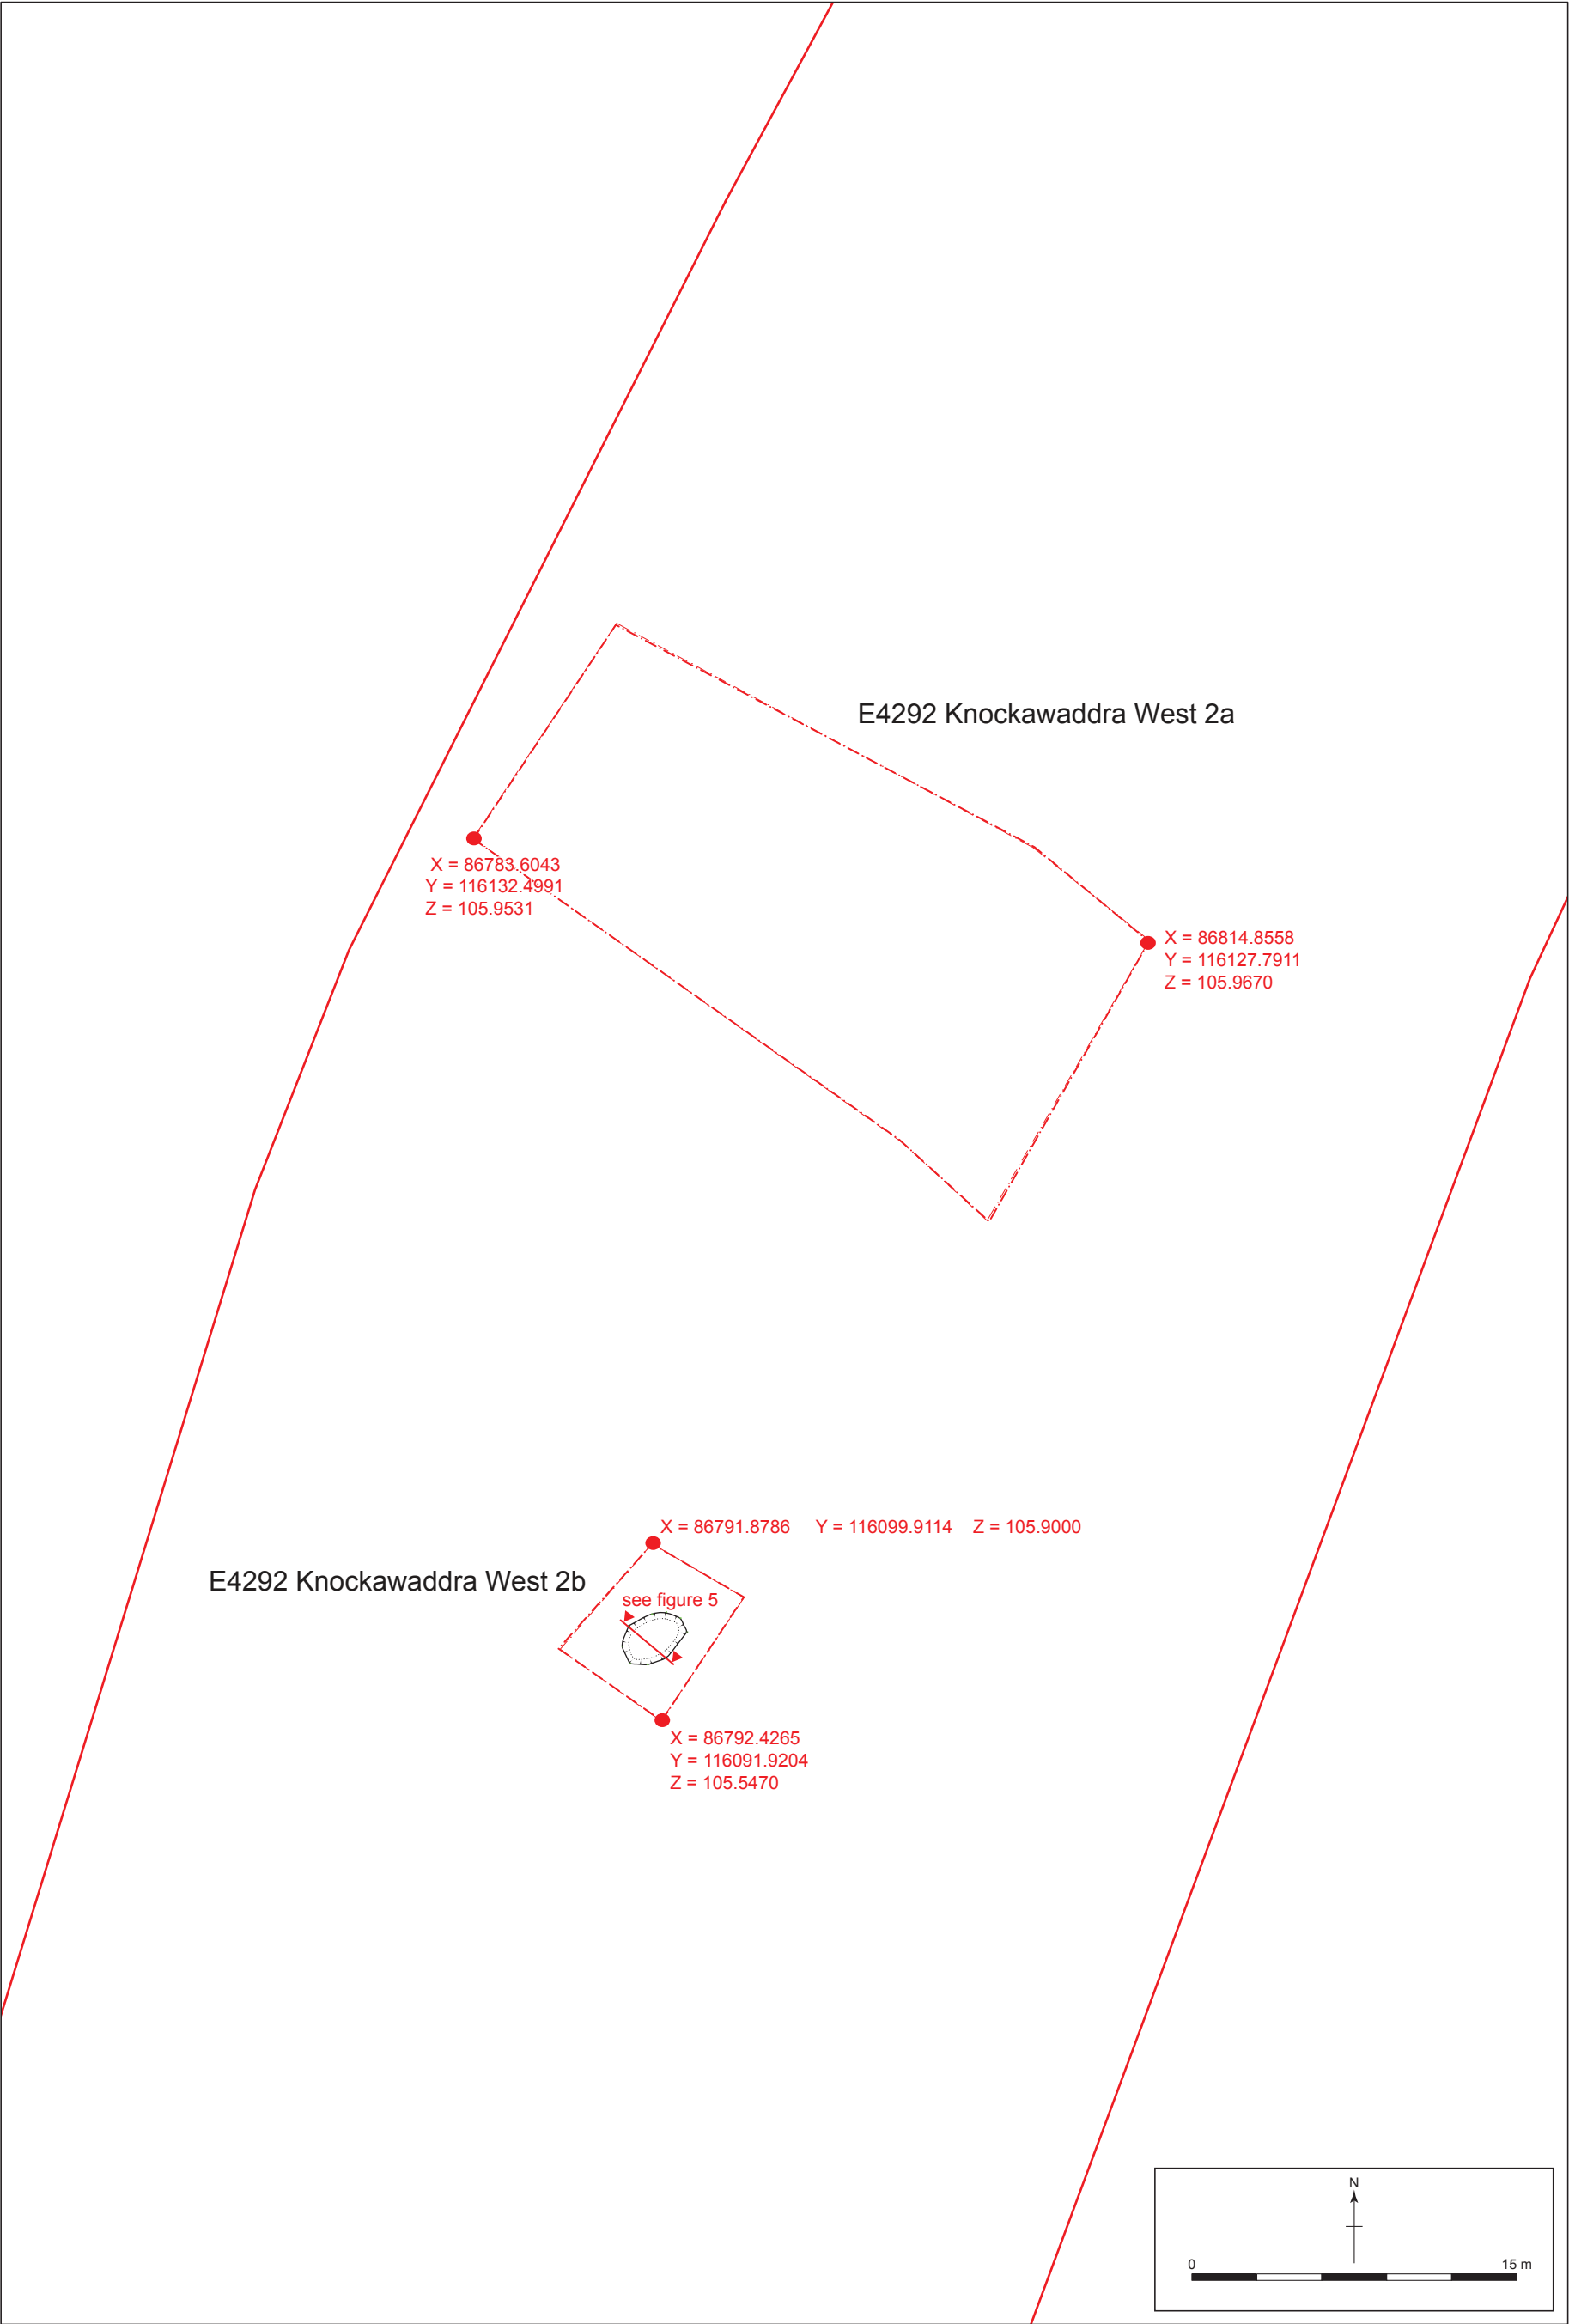 E4292 Knockawaddra West 2a
X = 86783.6043
Y = 116132.4991
Z = 105.9531
X = 86814.8558
Y = 116127.7911
Z = 105.9670
X = 86791.8786 Y = 116099.9114 Z = 105.9000
E4292 Knockawaddra West 2b
see figure 5
X = 86792.4265
Y = 116091.9204
Z = 105.5470
N
0 15 m